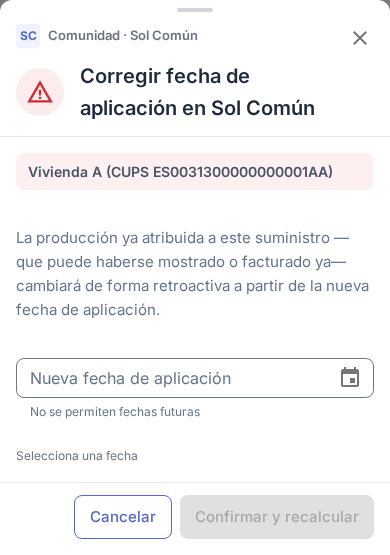 SC Comunidad · Sol Común
Corregir fecha de
aplicación en Sol Común
Vivienda A (CUPS ES0031300000000001AA)
La producción ya atribuida a este suministro —
que puede haberse mostrado o facturado ya—
cambiará de forma retroactiva a partir de la nueva
fecha de aplicación.
Nueva fecha de aplicación
No se permiten fechas futuras
Selecciona una fecha
Cancelar Confirmar y recalcular